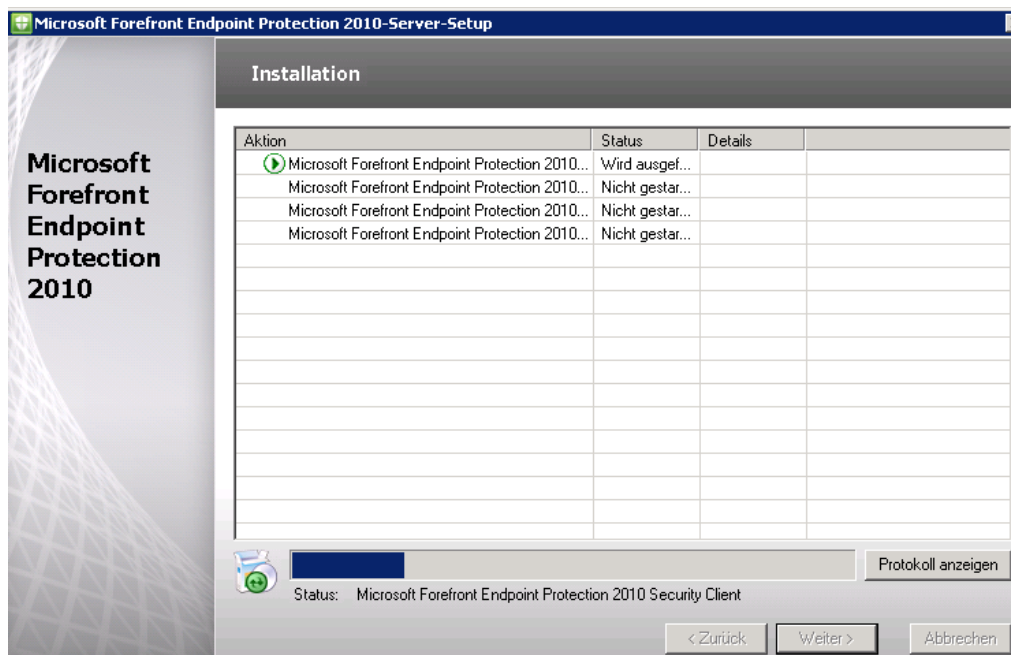 Microsoft Forefront Endpoint Protection 2010-Server-Setup
Installation
Microsoft
Forefront
Endpoint
Protection
2010
Aktion Status Details
Microsoft Forefront Endpoint Protection 2010... Wird ausgef...
Microsoft Forefront Endpoint Protection 2010... Nicht gestar...
Microsoft Forefront Endpoint Protection 2010... Nicht gestar...
Microsoft Forefront Endpoint Protection 2010... Nicht gestar...
Protokoll anzeigen
Status: Microsoft Forefront Endpoint Protection 2010 Security Client
< Zurück Weiter > Abbrechen